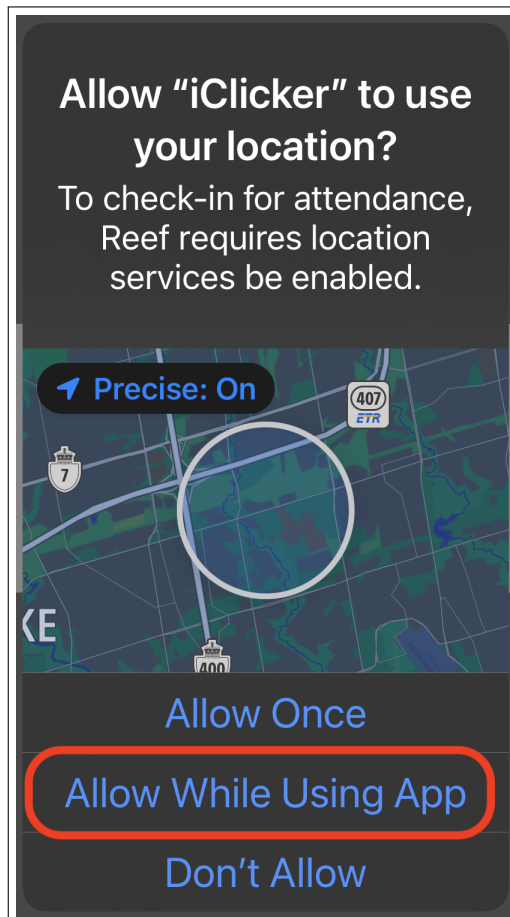 Allow “iClicker” to use
your location?
To check-in for attendance,
Reef requires location
services be enabled.
Precise: On
407
ETR
7
KE
400
Allow Once
Allow While Using App
Don’t Allow